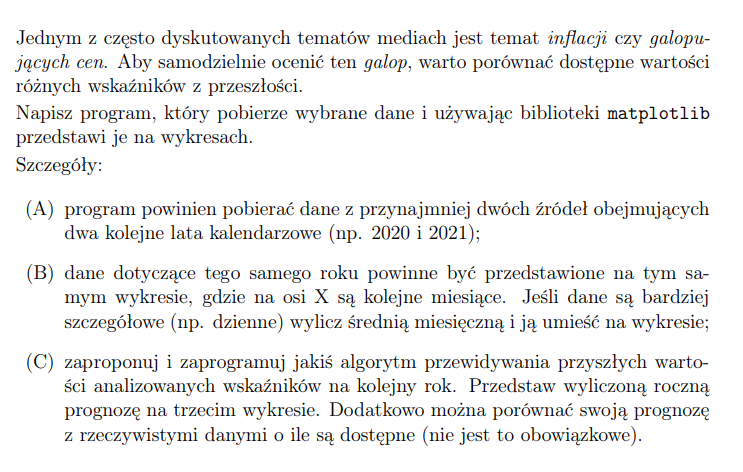 Jednym z często dyskutowanych tematów mediach jest temat inflacji czy galopu-
jących cen. Aby samodzielnie ocenić ten galop, warto porównać dostępne wartości
różnych wskaźników z przeszłości.
Napisz program, który pobierze wybrane dane i używając biblioteki matplotlib
przedstawi je na wykresach.
Szczegóły:
(A) program powinien pobierać dane z przynajmniej dwóch źródeł obejmujących
dwa kolejne lata kalendarzowe (np. 2020 i 2021);
(B) dane dotyczące tego samego roku powinne być przedstawione na tym sa-
mym wykresie, gdzie na osi X są kolejne miesiące. Jeśli dane są bardziej
szczegółowe (np. dzienne) wylicz średnią miesięczną i ją umieść na wykresie;
(C) zaproponuj i zaprogramuj jakiś algorytm przewidywania przyszłych warto-
ści analizowanych wskaźników na kolejny rok. Przedstaw wyliczoną roczną
prognozę na trzecim wykresie. Dodatkowo można porównać swoją prognozę
z rzeczywistymi danymi o ile są dostępne (nie jest to obowiązkowe).